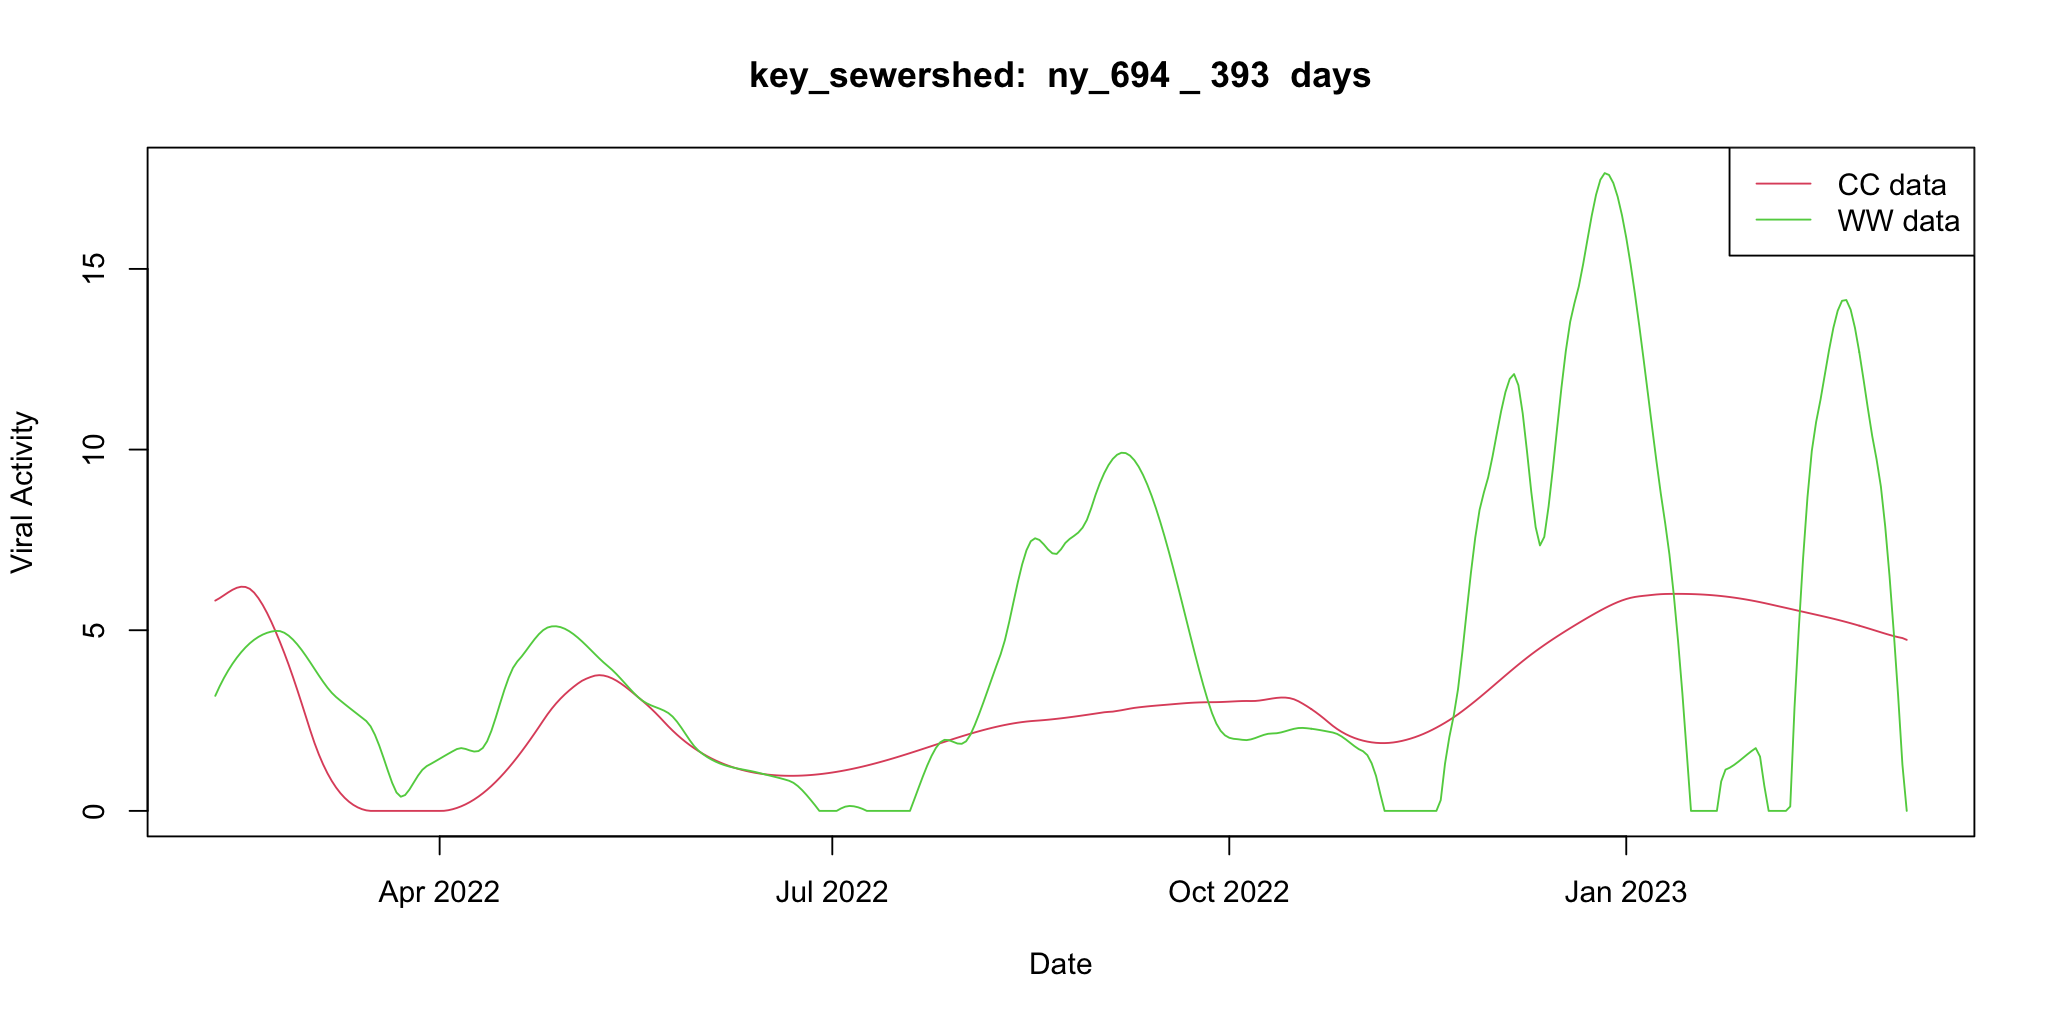 key_sewershed:  ny_694 _ 393  days
CC data
WW data
Viral Activity
15
10
5
0
Apr 2022
Jul 2022
Oct 2022
Jan 2023
Date